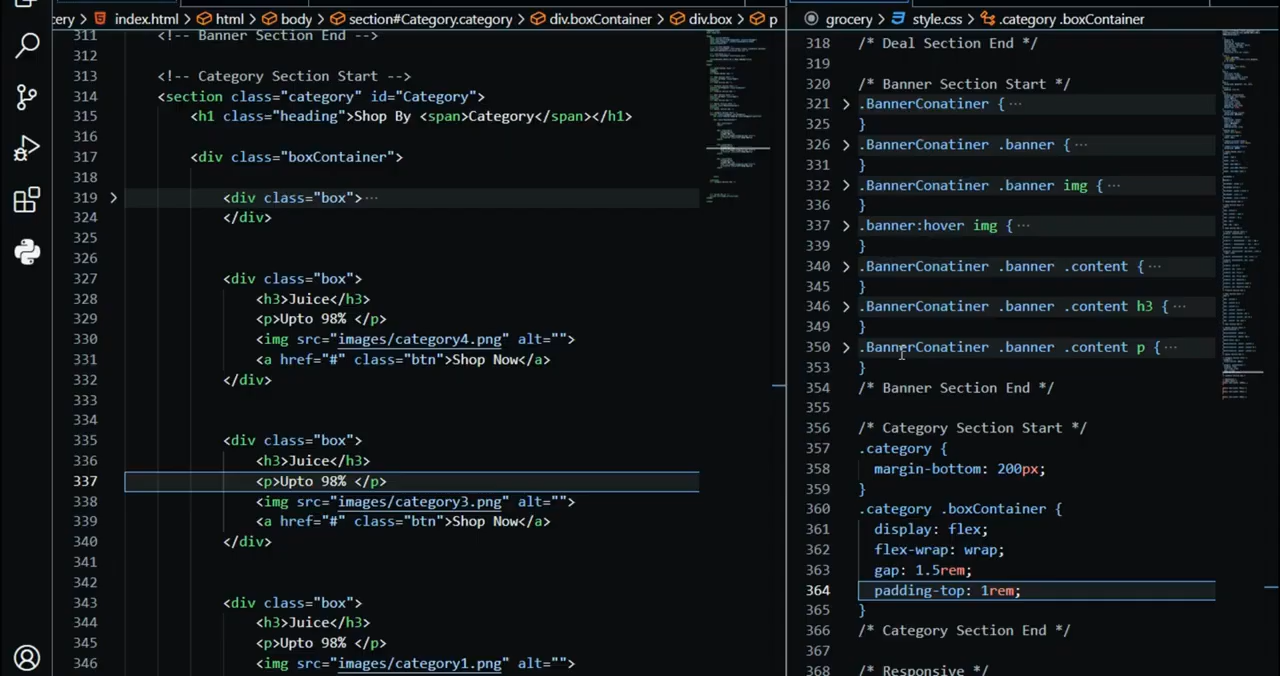 cery > index.html > html > body > section#Category.category > div.boxContainer > div.box > p
311 <!-- Banner Section End -->
312
313 <!-- Category Section Start -->
314 <section class="category" id="Category">
315 <h1 class="heading">Shop By <span>Category</span></h1>
316
317 <div class="boxContainer">
318
319 <div class="box">···
324 </div>
325
326
327 <div class="box">
328 <h3>Juice</h3>
329 <p>Upto 98% </p>
330 <img src="images/category4.png" alt="">
331 <a href="#" class="btn">Shop Now</a>
332 </div>
333
334
335 <div class="box">
336 <h3>Juice</h3>
337 <p>Upto 98% </p>
338 <img src="images/category3.png" alt="">
339 <a href="#" class="btn">Shop Now</a>
340 </div>
341
342
343 <div class="box">
344 <h3>Juice</h3>
345 <p>Upto 98% </p>
346 <img src="images/category1.png" alt="">
grocery > style.css > .category .boxContainer
318 /* Deal Section End */
319
320 /* Banner Section Start */
321 .BannerConatiner {···
325 }
326 .BannerConatiner .banner {···
331 }
332 .BannerConatiner .banner img {···
336 }
337 .banner:hover img {···
339 }
340 .BannerConatiner .banner .content {···
345 }
346 .BannerConatiner .banner .content h3 {···
349 }
350 .BannerConatiner .banner .content p {···
353 }
354 /* Banner Section End */
355
356 /* Category Section Start */
357 .category {
358 margin-bottom: 200px;
359 }
360 .category .boxContainer {
361 display: flex;
362 flex-wrap: wrap;
363 gap: 1.5rem;
364 padding-top: 1rem;
365 }
366 /* Category Section End */
367
368 /* Responsive */